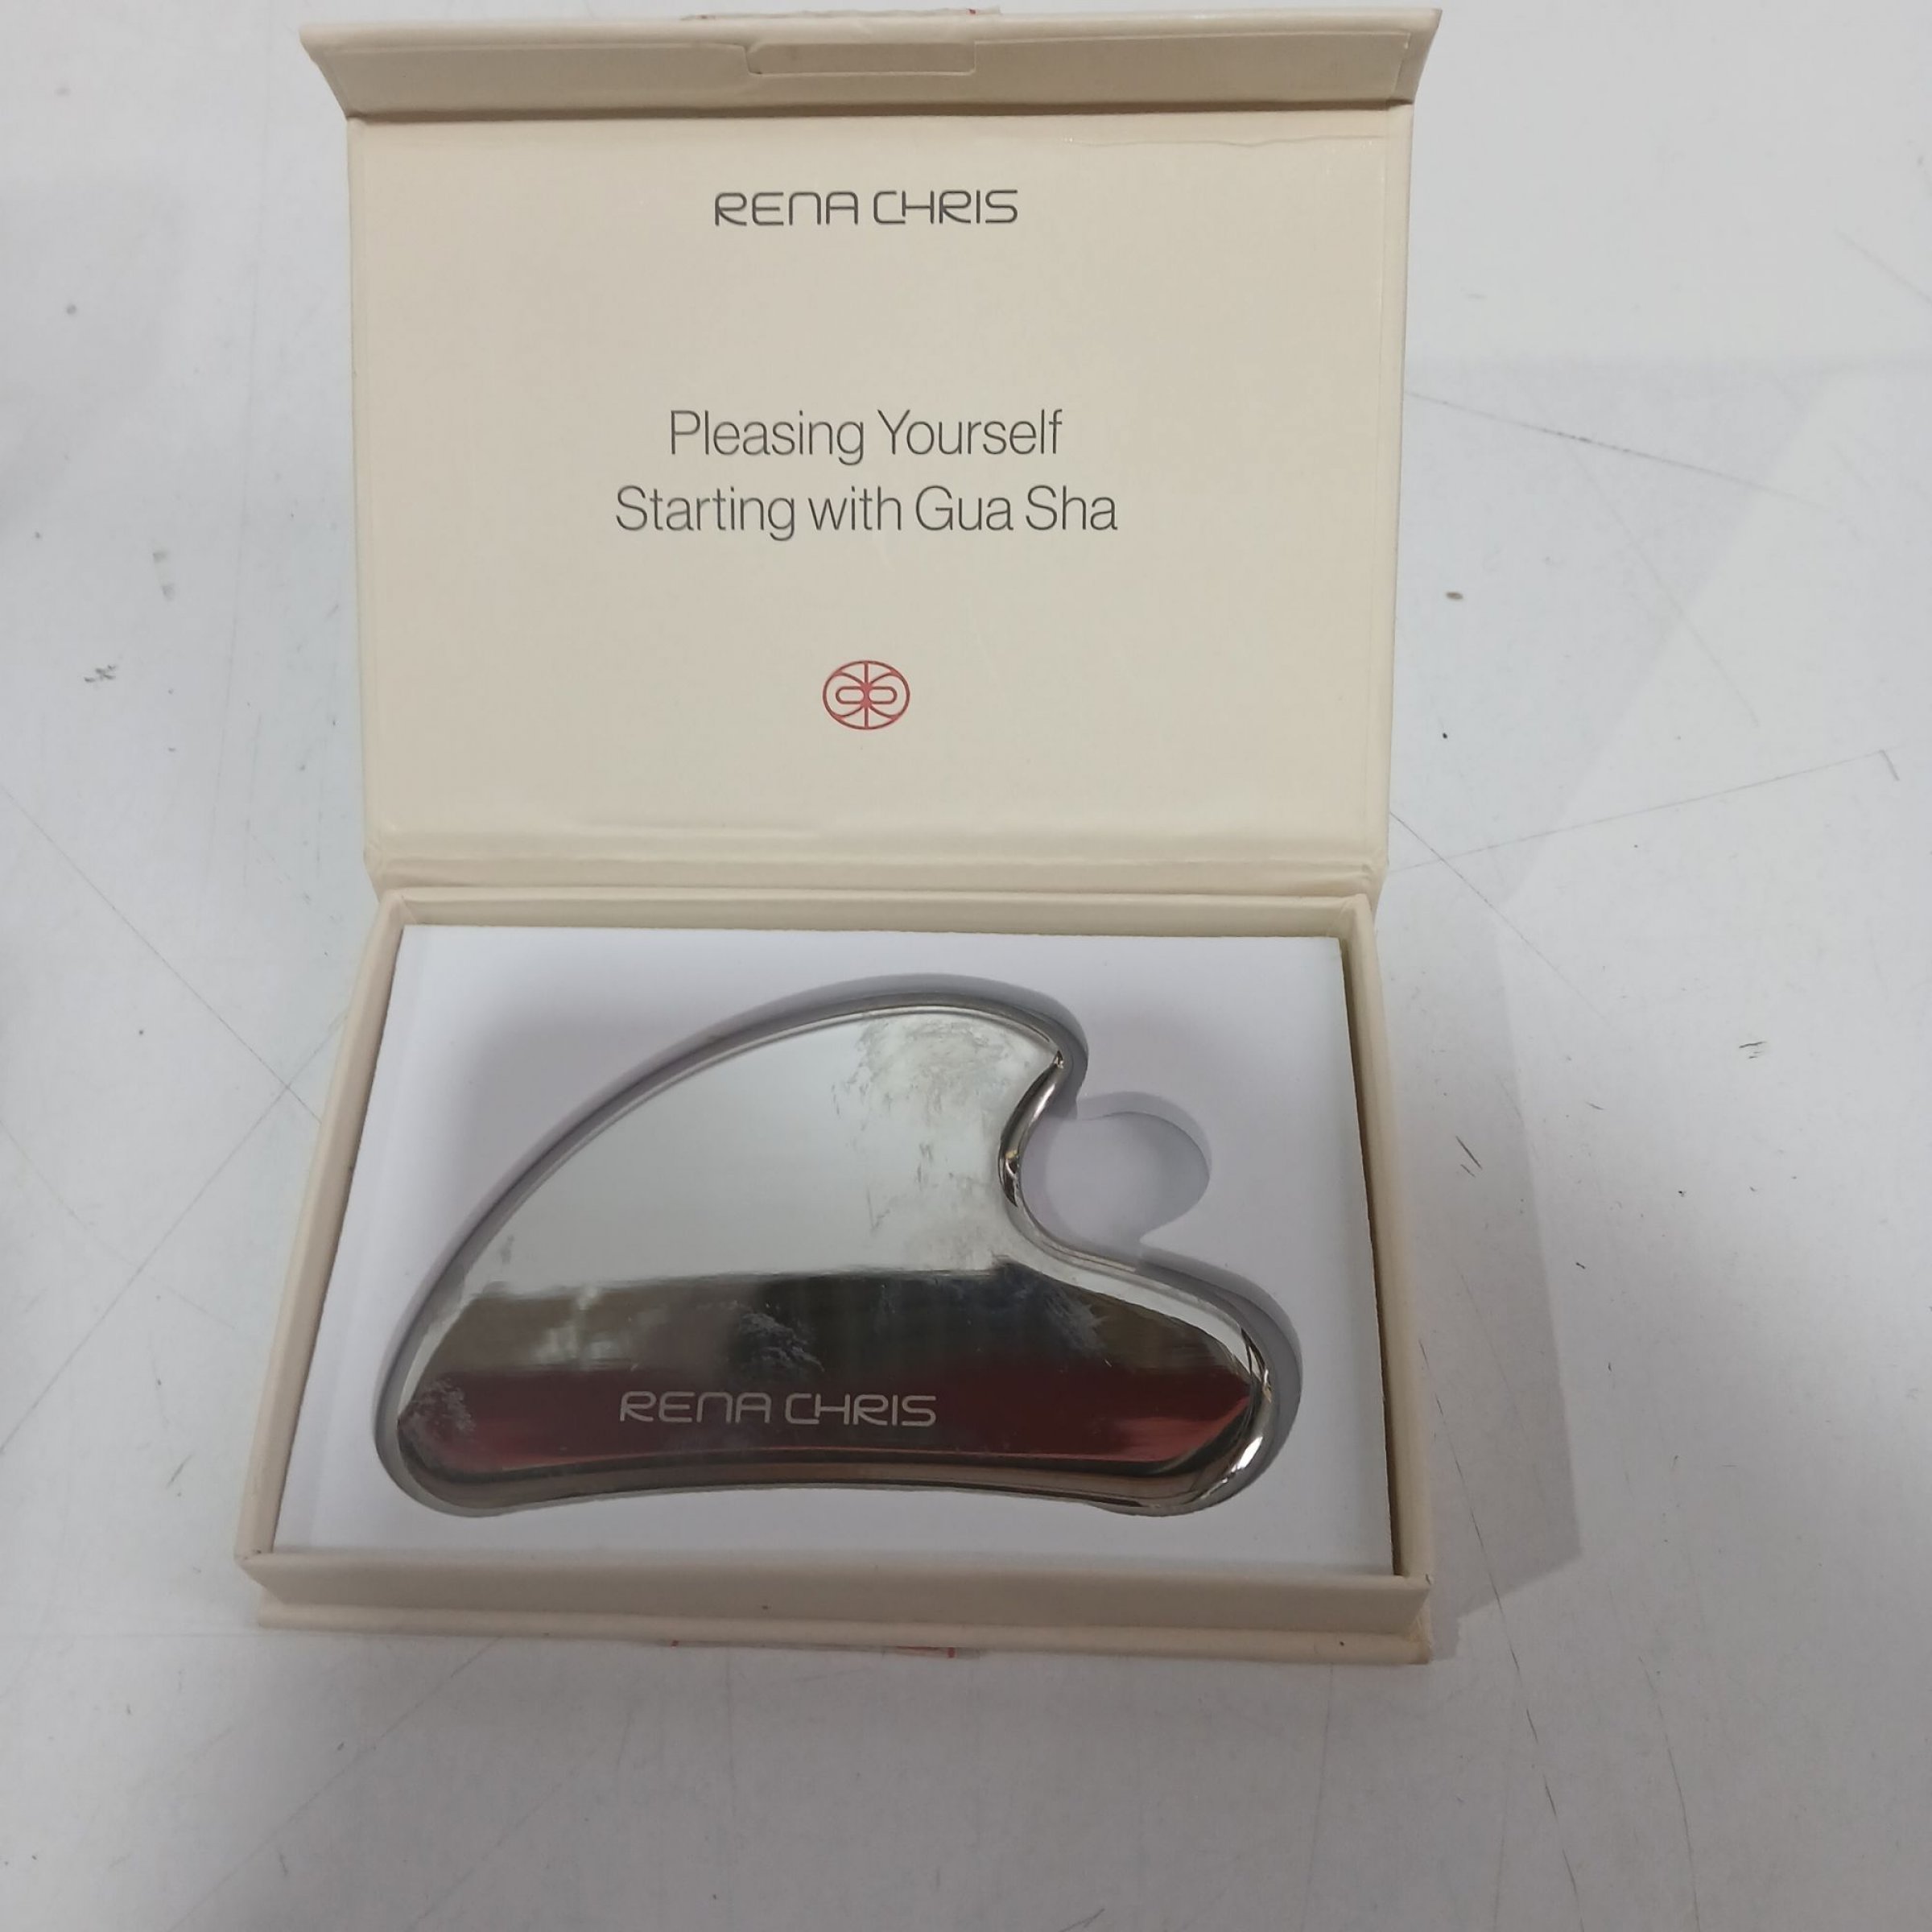 RENA CHRIS
Pleasing Yourself
Starting with Gua Sha
RENA CHRIS